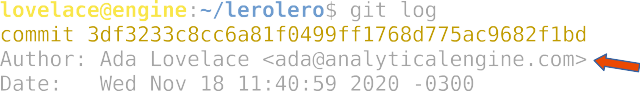 lovelace@engine:~/lerolero$ git log
commit 3df3233c8cc6a81f0499ff1768d775ac9682f1bd
Author: Ada Lovelace <ada@analyticalengine.com>
Date:   Wed Nov 18 11:40:59 2020 -0300